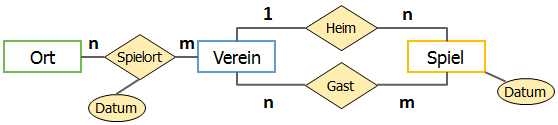 1 Heim n
Ort n Spielort m Verein Spiel
Datum n Gast m Datum